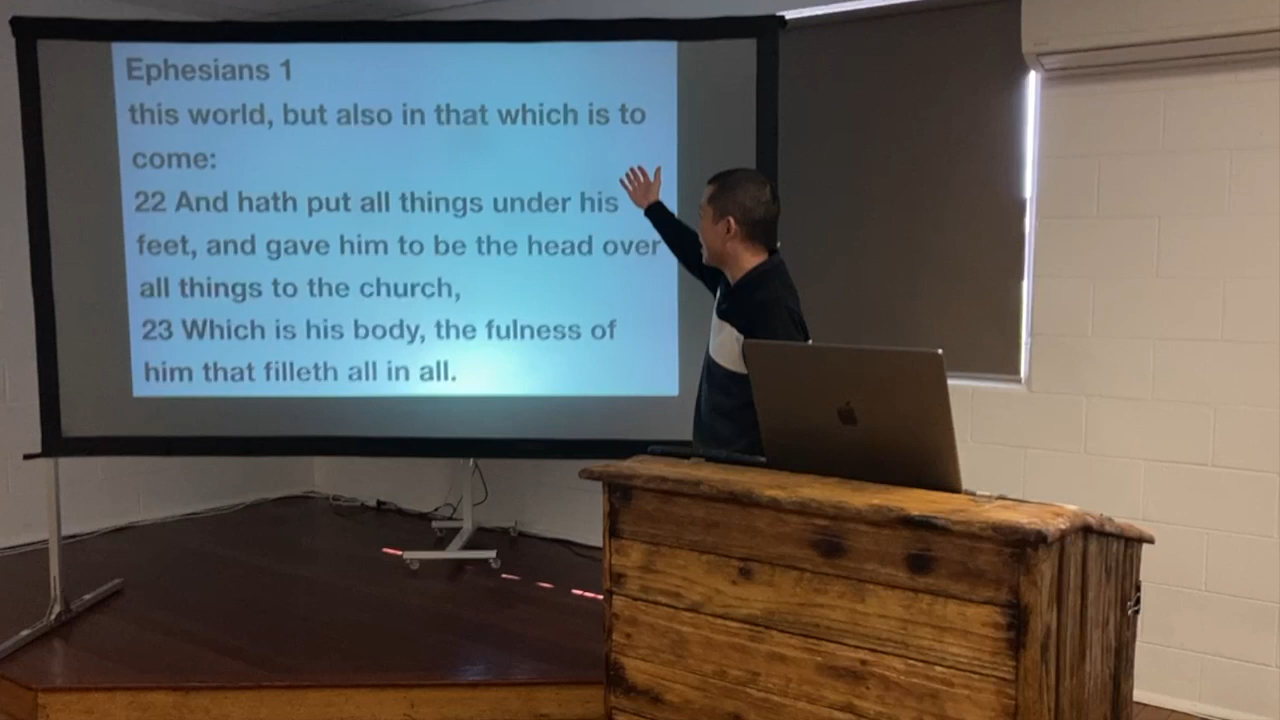 Ephesians 1
this world, but also in that which is to
come:
22 And hath put all things under his
feet, and gave him to be the head over
all things to the church,
23 Which is his body, the fulness of
him that filleth all in all.